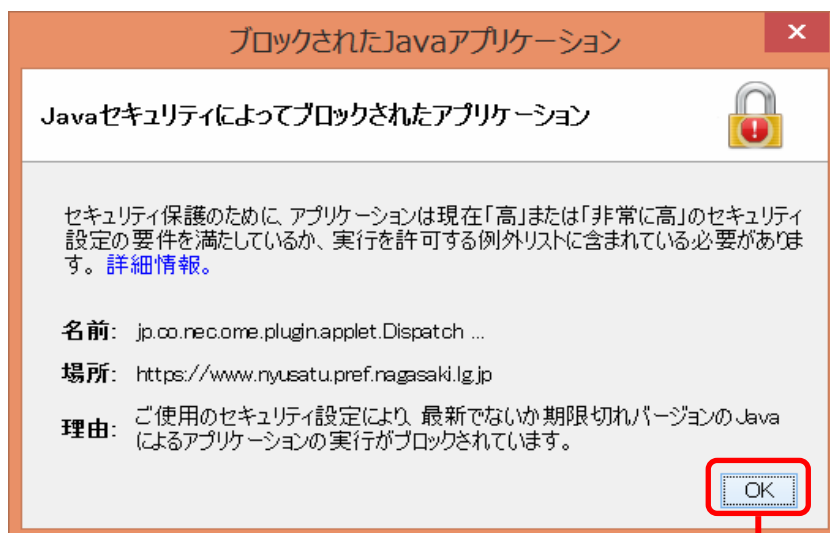 ブロックされたJavaアプリケーション
×
Javaセキュリティによってブロックされたアプリケーション
セキュリティ保護のために、アプリケーションは現在「高」または「非常に高」のセキュリティ
設定の要件を満たしているか、実行を許可する例外リストに含まれている必要がありま
す。詳細情報。
名前: jp.co.nec.ome.plugin.applet.Dispatch ...
場所: https://www.nyusatu.pref.nagasaki.lg.jp
理由: ご使用のセキュリティ設定により、最新でないか期限切れバージョンのJava
によるアプリケーションの実行がブロックされています。
OK